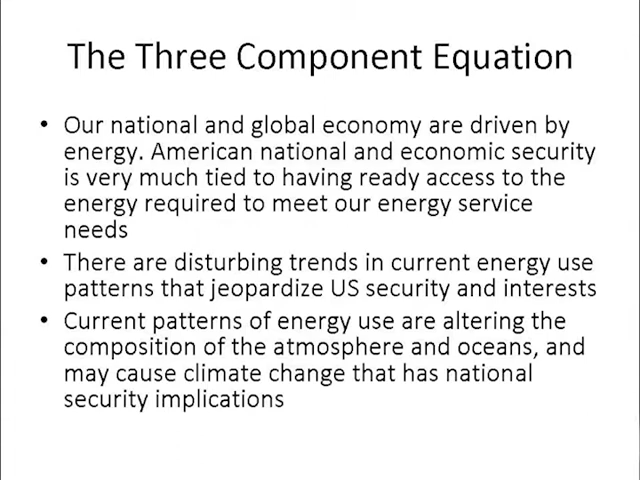 The Three Component Equation
• Our national and global economy are driven by
energy. American national and economic security
is very much tied to having ready access to the
energy required to meet our energy service
needs
• There are disturbing trends in current energy use
patterns that jeopardize US security and interests
• Current patterns of energy use are altering the
composition of the atmosphere and oceans, and
may cause climate change that has national
security implications